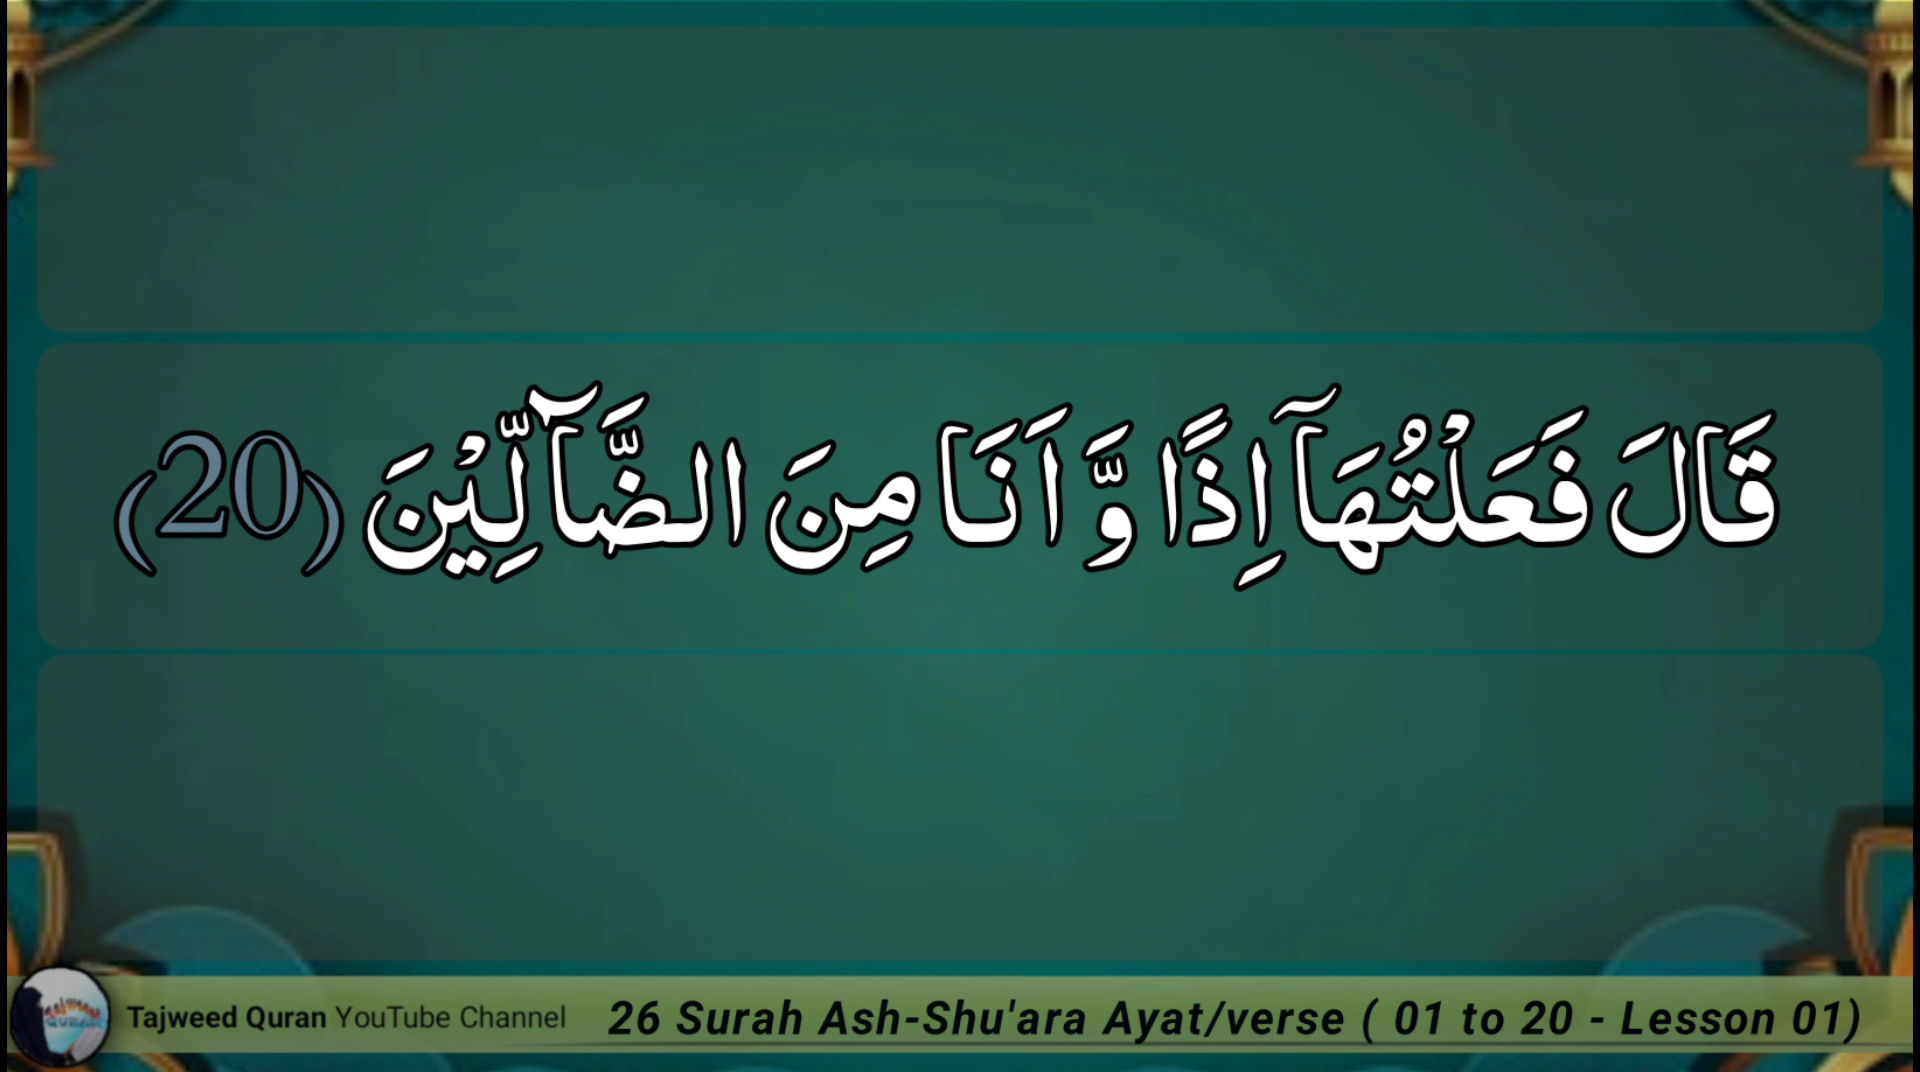 قَالَ فَعَلْتُهَآ اِذًا وَّ اَنَا مِنَ الضَّآلِّيْنَ (20)
Tajweed Quran YouTube Channel 26 Surah Ash-Shu'ara Ayat/verse ( 01 to 20 - Lesson 01)